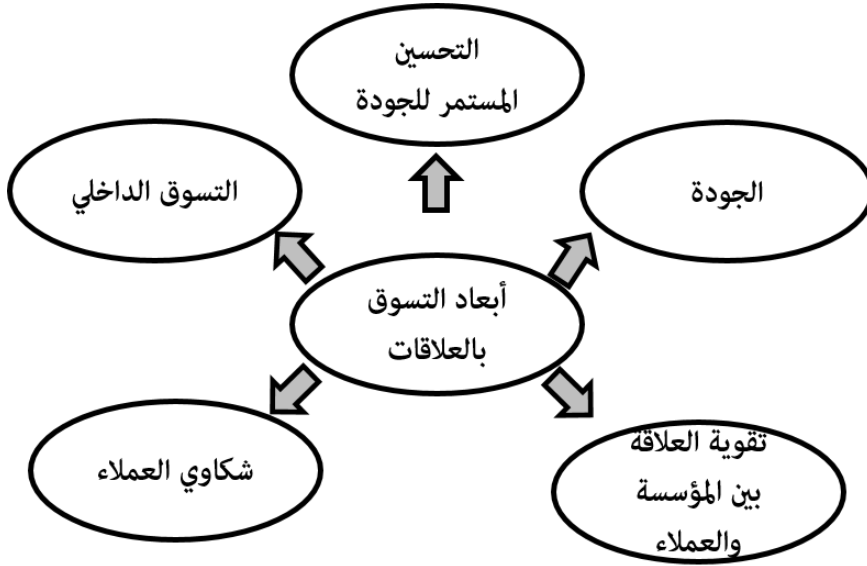 التحسين
المستمر للجودة
الجودة
التسوق الداخلي
أبعاد التسوق
بالعلاقات
تقوية العلاقة
بين المؤسسة
والعملاء
شكاوي العملاء